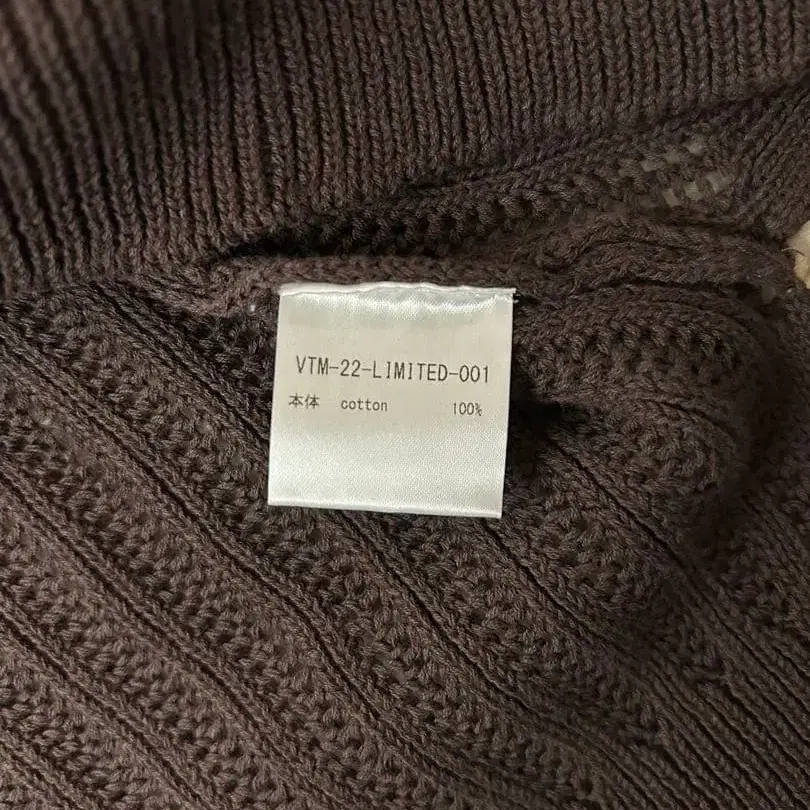 VTM-22-LIMITED-001
本体 cotton 100%